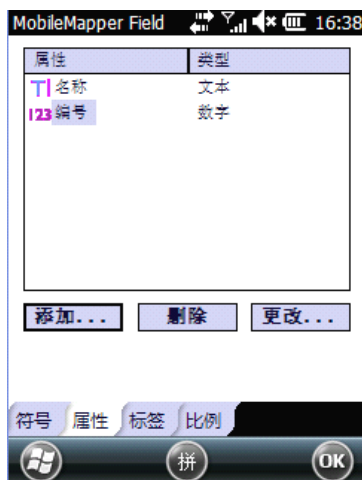 MobileMapper Field 16:38
属性 类型
T 名称 文本
123 编号 数字
添加... 删除 更改...
符号 属性 标签 比例
拼 OK